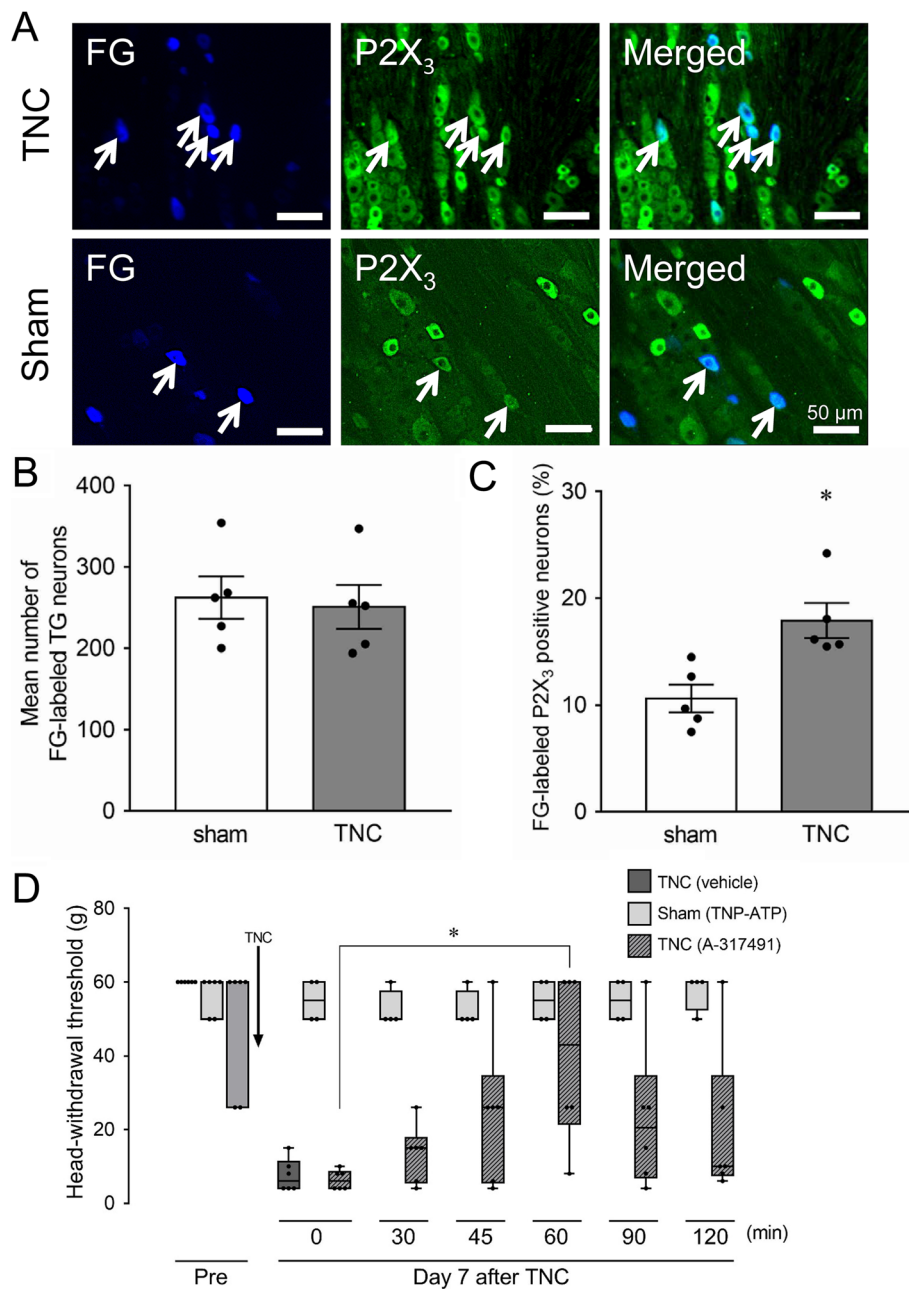 A
TNC
FG
P2X₃
Merged
Sham
FG
P2X₃
Merged
50 µm
B
Mean number of
FG-labeled TG neurons
400
300
200
100
0
sham
TNC
C
FG-labeled P2X₃ positive neurons (%)
30
20
10
0
sham
TNC
*
D
TNC (vehicle)
Sham (TNP-ATP)
TNC (A-317491)
Head-withdrawal threshold (g)
80
60
40
20
0
TNC
*
0 30 45 60 90 120 (min)
Pre Day 7 after TNC